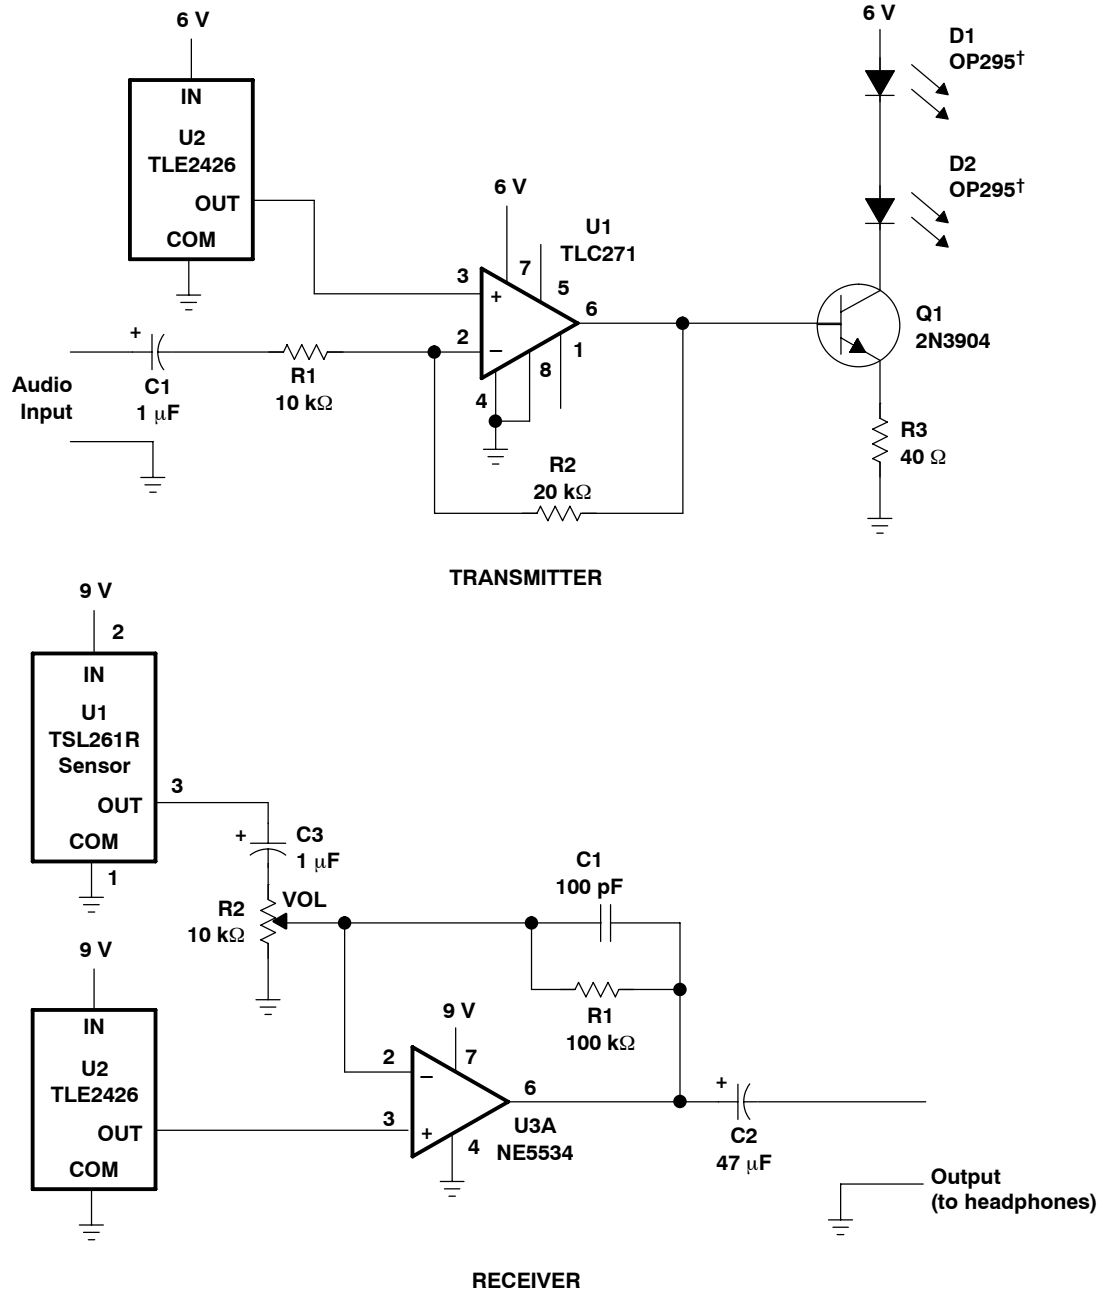 6 V
IN
U2
TLE2426
OUT
COM
6 V
U1
TLC271
7
5
3
+
6
2
−
1
8
4
+
C1
1 μF
Audio
Input
R1
10 kΩ
R2
20 kΩ
6 V
D1
OP295†
D2
OP295†
Q1
2N3904
R3
40 Ω
TRANSMITTER
9 V
2
IN
U1
TSL261R
Sensor
3
OUT
COM
1
+
C3
1 μF
VOL
R2
10 kΩ
C1
100 pF
R1
100 kΩ
9 V
IN
U2
TLE2426
OUT
COM
9 V
7
2
−
6
3
+
4
U3A
NE5534
+
C2
47 μF
Output
(to headphones)
RECEIVER